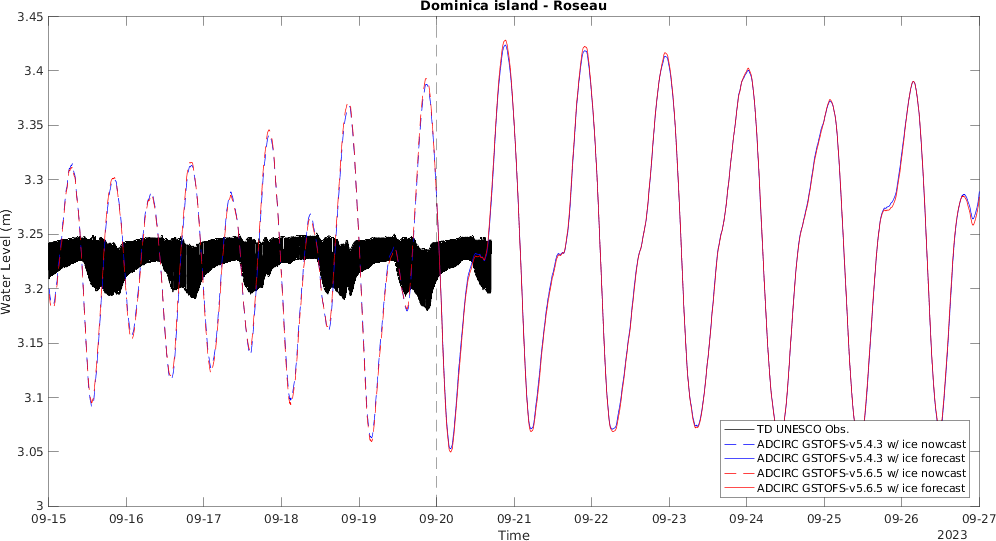 Dominica island - Roseau
Water Level (m)
3.45
3.4
3.35
3.3
3.25
3.2
3.15
3.1
3.05
3
TD UNESCO Obs.
ADCIRC GSTOFS-v5.4.3 w/ ice nowcast
ADCIRC GSTOFS-v5.4.3 w/ ice forecast
ADCIRC GSTOFS-v5.6.5 w/ ice nowcast
ADCIRC GSTOFS-v5.6.5 w/ ice forecast
09-15 09-16 09-17 09-18 09-19 09-20 09-21 09-22 09-23 09-24 09-25 09-26 09-27
Time
2023